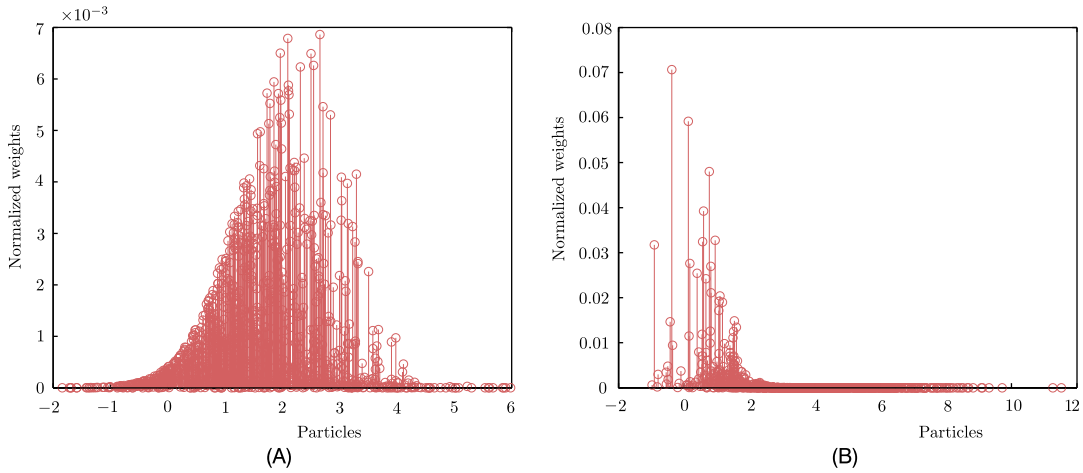 ×10⁻³
7
6
5
4
3
2
1
0
Normalized weights
−2 −1 0 1 2 3 4 5 6
Particles
(A)
0.08
0.07
0.06
0.05
0.04
0.03
0.02
0.01
0
Normalized weights
−2 0 2 4 6 8 10 12
Particles
(B)